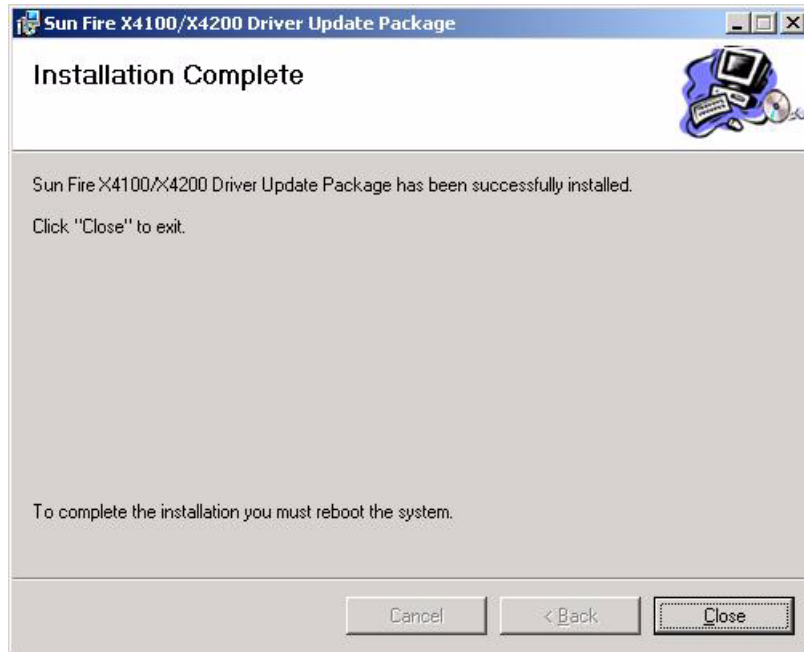 Sun Fire X4100/X4200 Driver Update Package
Installation Complete
Sun Fire X4100/X4200 Driver Update Package has been successfully installed.
Click "Close" to exit.
To complete the installation you must reboot the system.
Cancel < Back Close